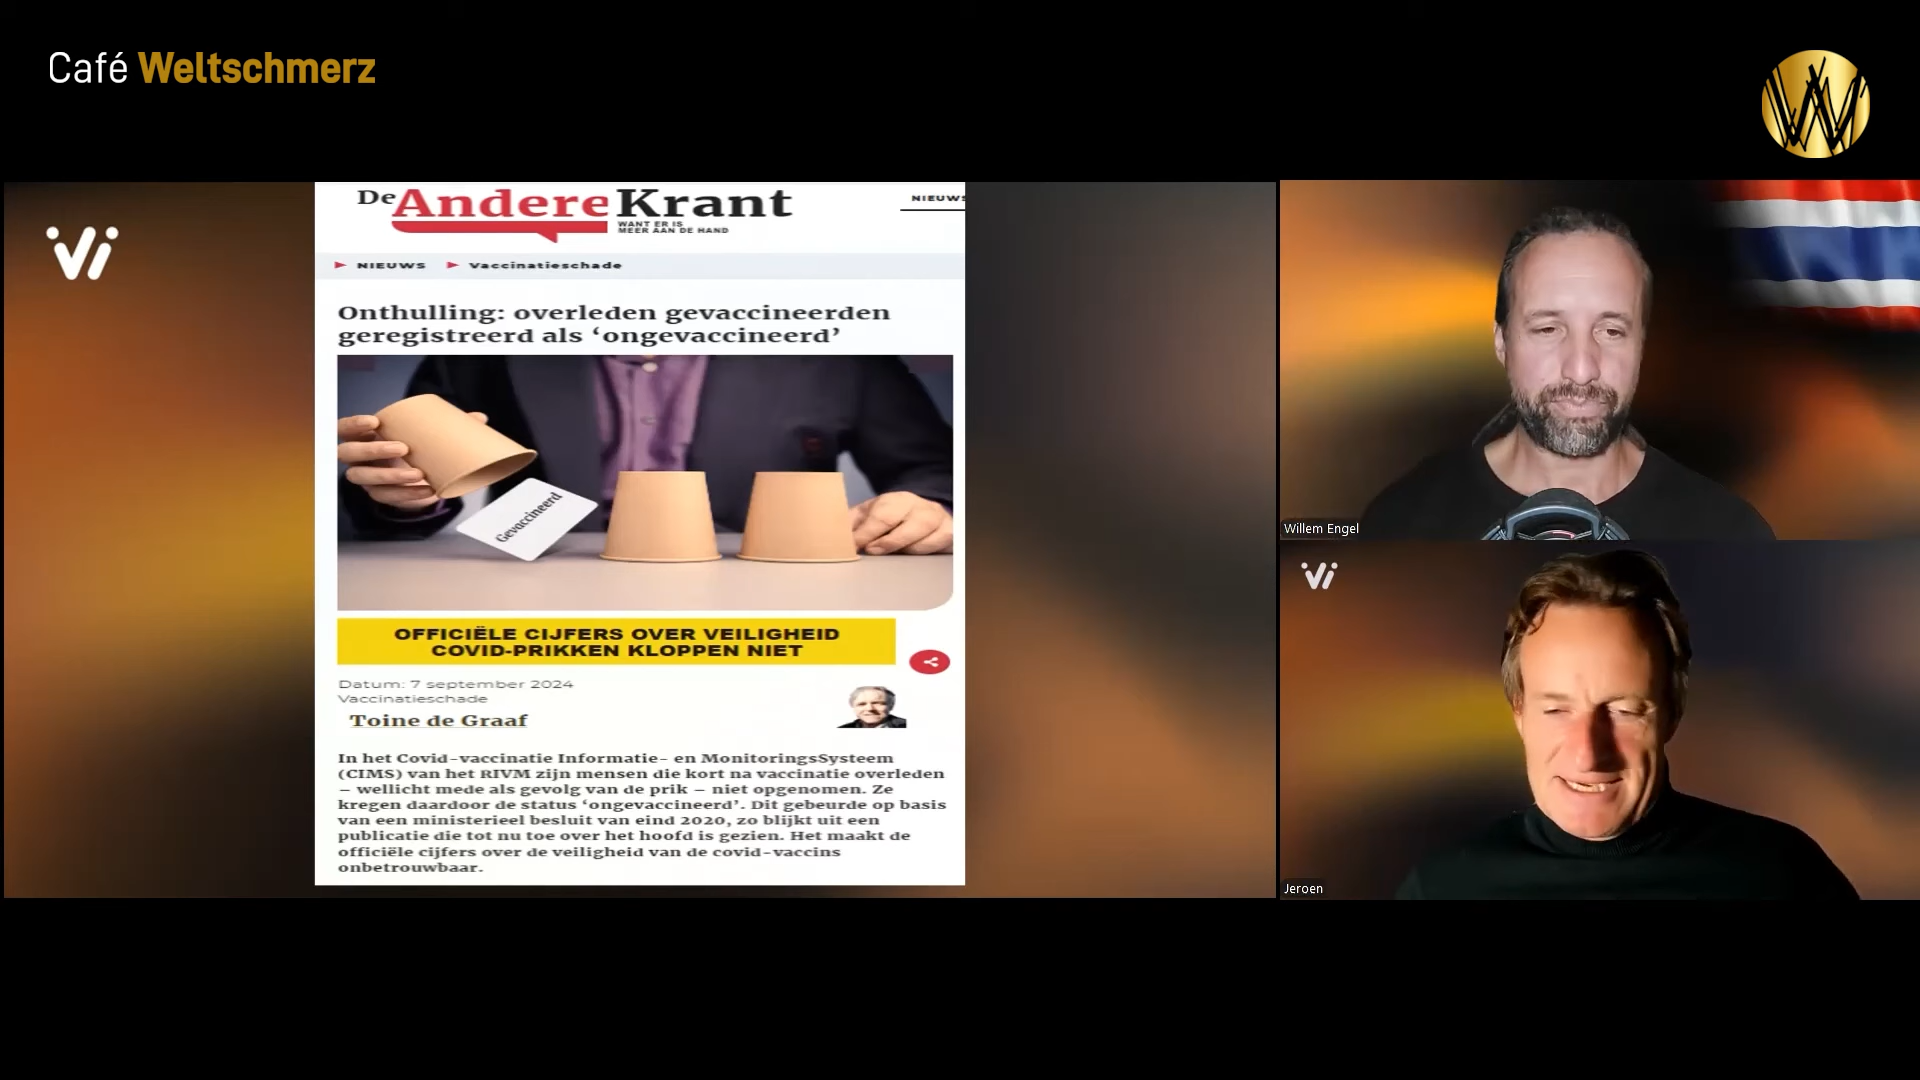 Café Weltschmerz
De Andere Krant
WANT ER IS
MEER AAN DE HAND
NIEUWS
NIEUWS Vaccinatieschade
Onthulling: overleden gevaccineerden
geregistreerd als ‘ongevaccineerd’
Gevaccineerd
OFFICIËLE CIJFERS OVER VEILIGHEID
COVID-PRIKKEN KLOPPEN NIET
Datum: 7 september 2024
Vaccinatieschade
Toine de Graaf
In het Covid-vaccinatie Informatie- en MonitoringsSysteem
(CIMS) van het RIVM zijn mensen die kort na vaccinatie overleden
– wellicht mede als gevolg van de prik – niet opgenomen. Ze
kregen daardoor de status ‘ongevaccineerd’. Dit gebeurde op basis
van een ministerieel besluit van eind 2020, zo blijkt uit een
publicatie die tot nu toe over het hoofd is gezien. Het maakt de
officiële cijfers over de veiligheid van de covid-vaccins
onbetrouwbaar.
Willem Engel
Jeroen